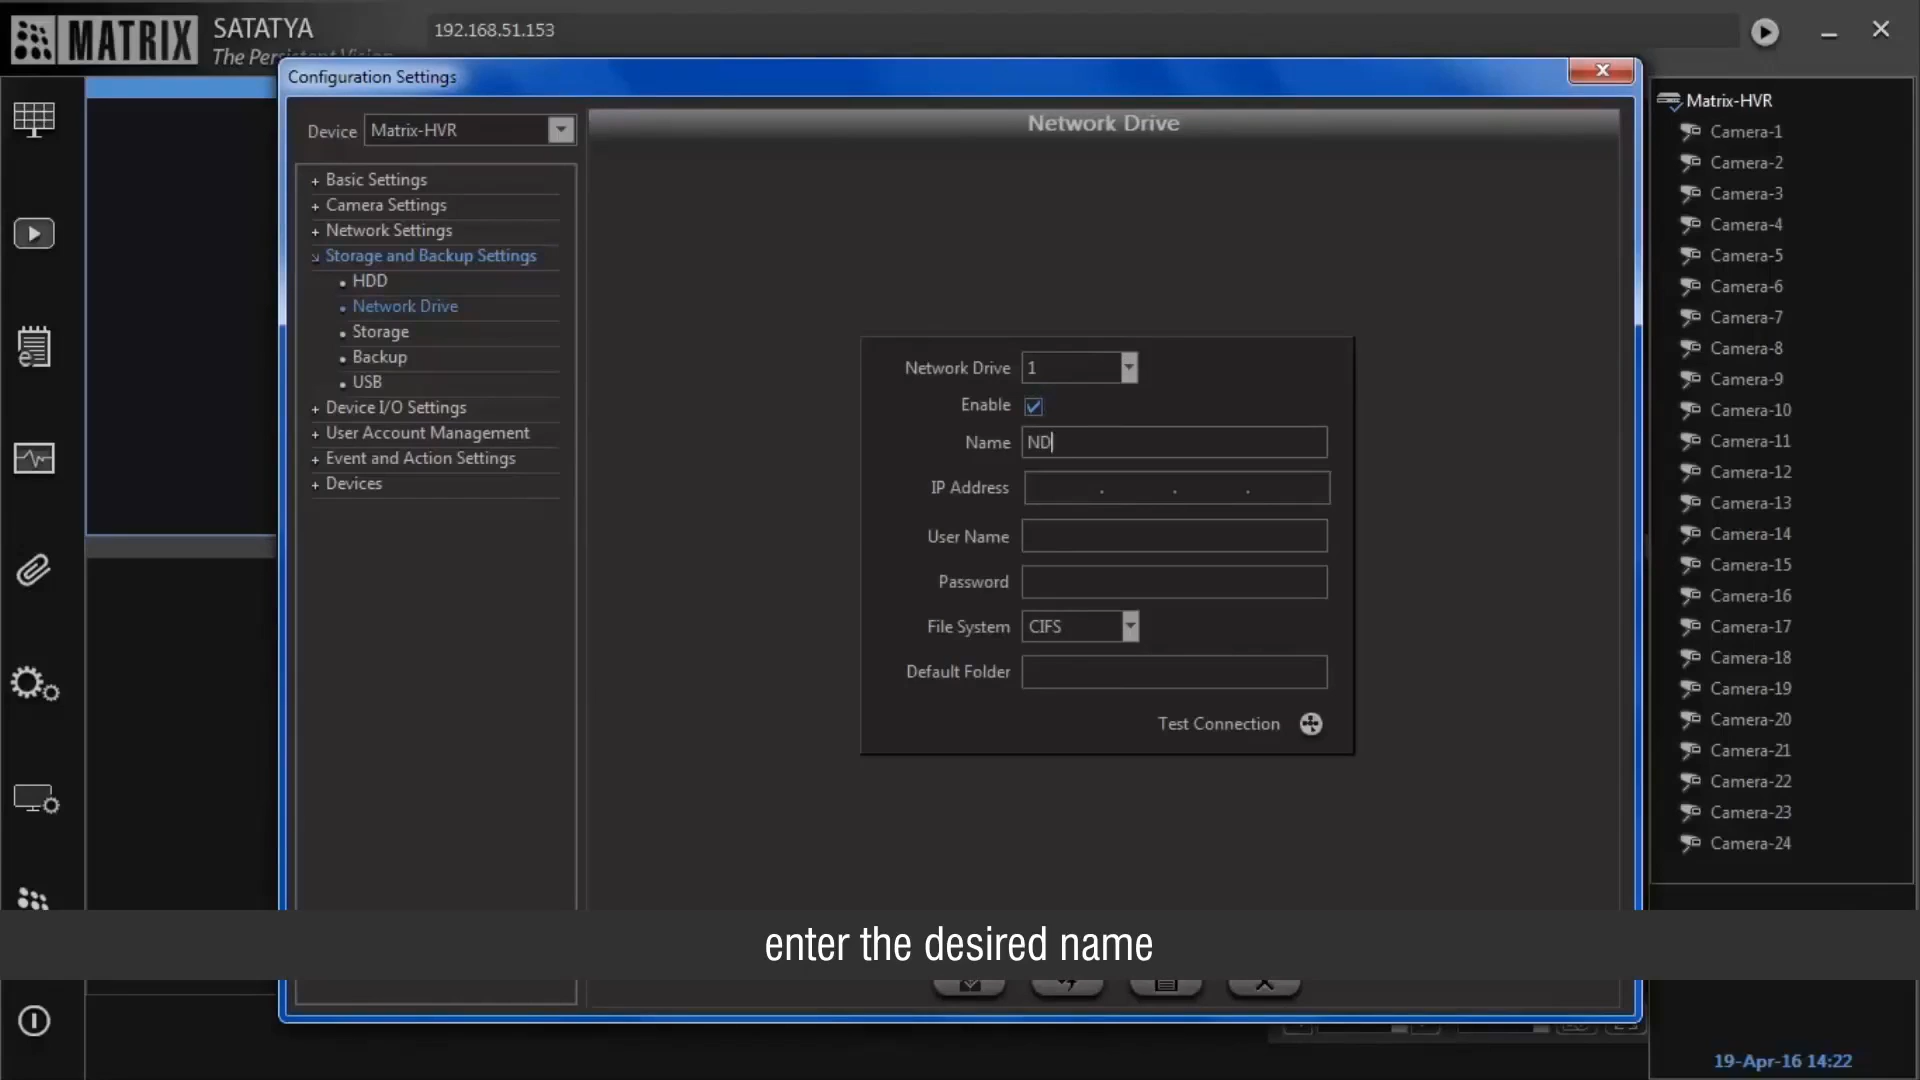 MATRIX
SATATYA
The Persistent Vision
192.168.51.153
Configuration Settings
Device Matrix-HVR
+ Basic Settings
+ Camera Settings
+ Network Settings
Storage and Backup Settings
HDD
Network Drive
Storage
Backup
USB
+ Device I/O Settings
+ User Account Management
+ Event and Action Settings
+ Devices
Network Drive
Network Drive 1
Enable
Name ND
IP Address . . .
User Name
Password
File System CIFS
Default Folder
Test Connection
Matrix-HVR
Camera-1
Camera-2
Camera-3
Camera-4
Camera-5
Camera-6
Camera-7
Camera-8
Camera-9
Camera-10
Camera-11
Camera-12
Camera-13
Camera-14
Camera-15
Camera-16
Camera-17
Camera-18
Camera-19
Camera-20
Camera-21
Camera-22
Camera-23
Camera-24
enter the desired name
19-Apr-16 14:22